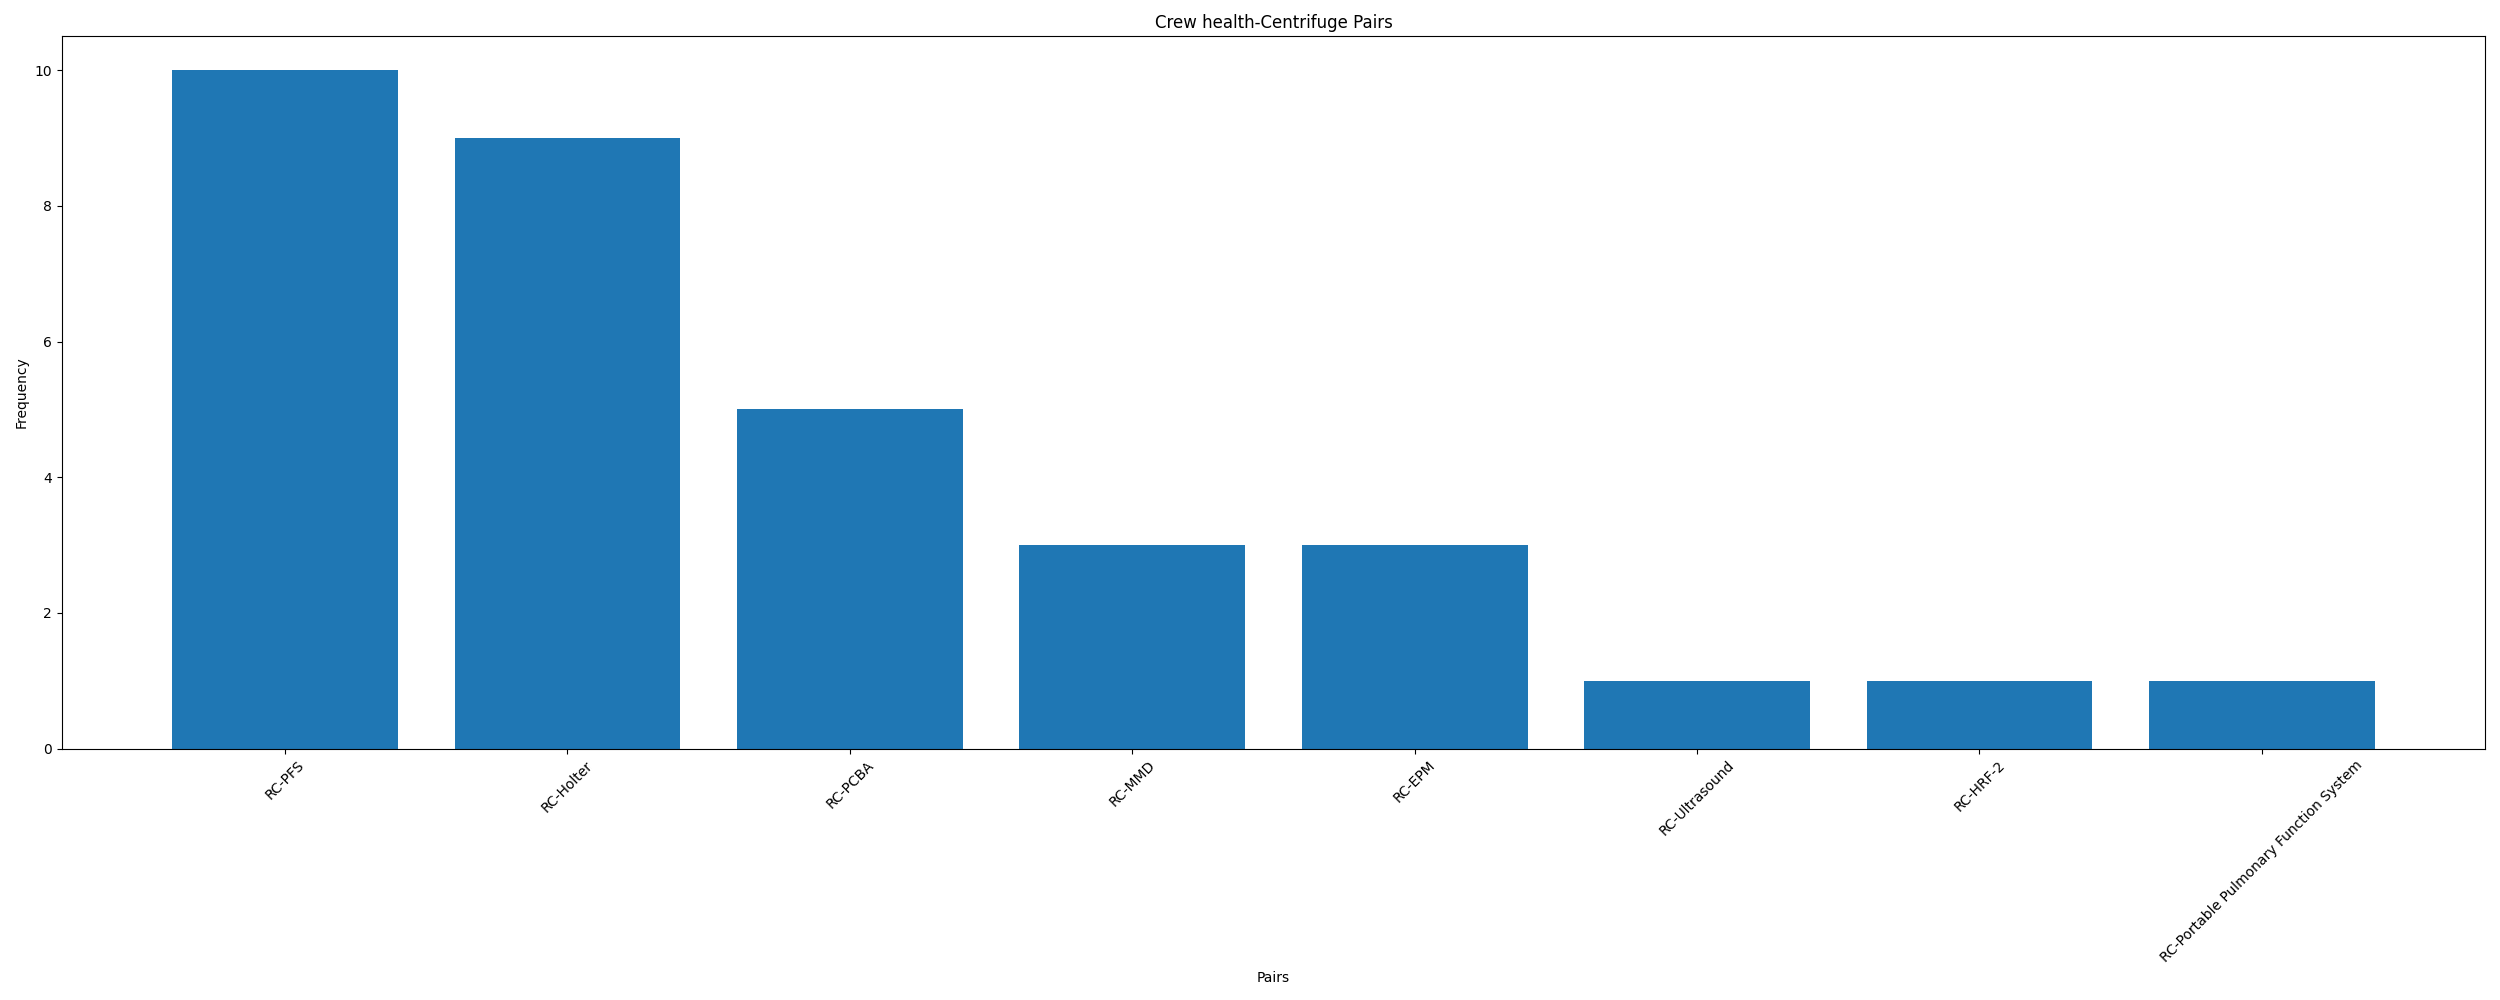 Crew health-Centrifuge Pairs
Frequency
10
8
6
4
2
0
RC-PFS
RC-Holter
RC-PCBA
RC-MMD
RC-EPM
RC-Ultrasound
RC-HRF-2
RC-Portable Pulmonary Function System
Pairs